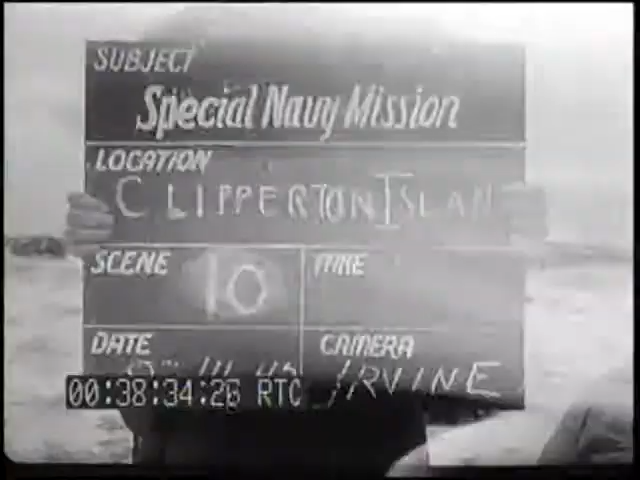 SUBJECT
Special Navy Mission
LOCATION
CLIPPERTON ISLAN
SCENE 10 TAKE
DATE CAMERA
IRVINE
00:38:34:26 RTC